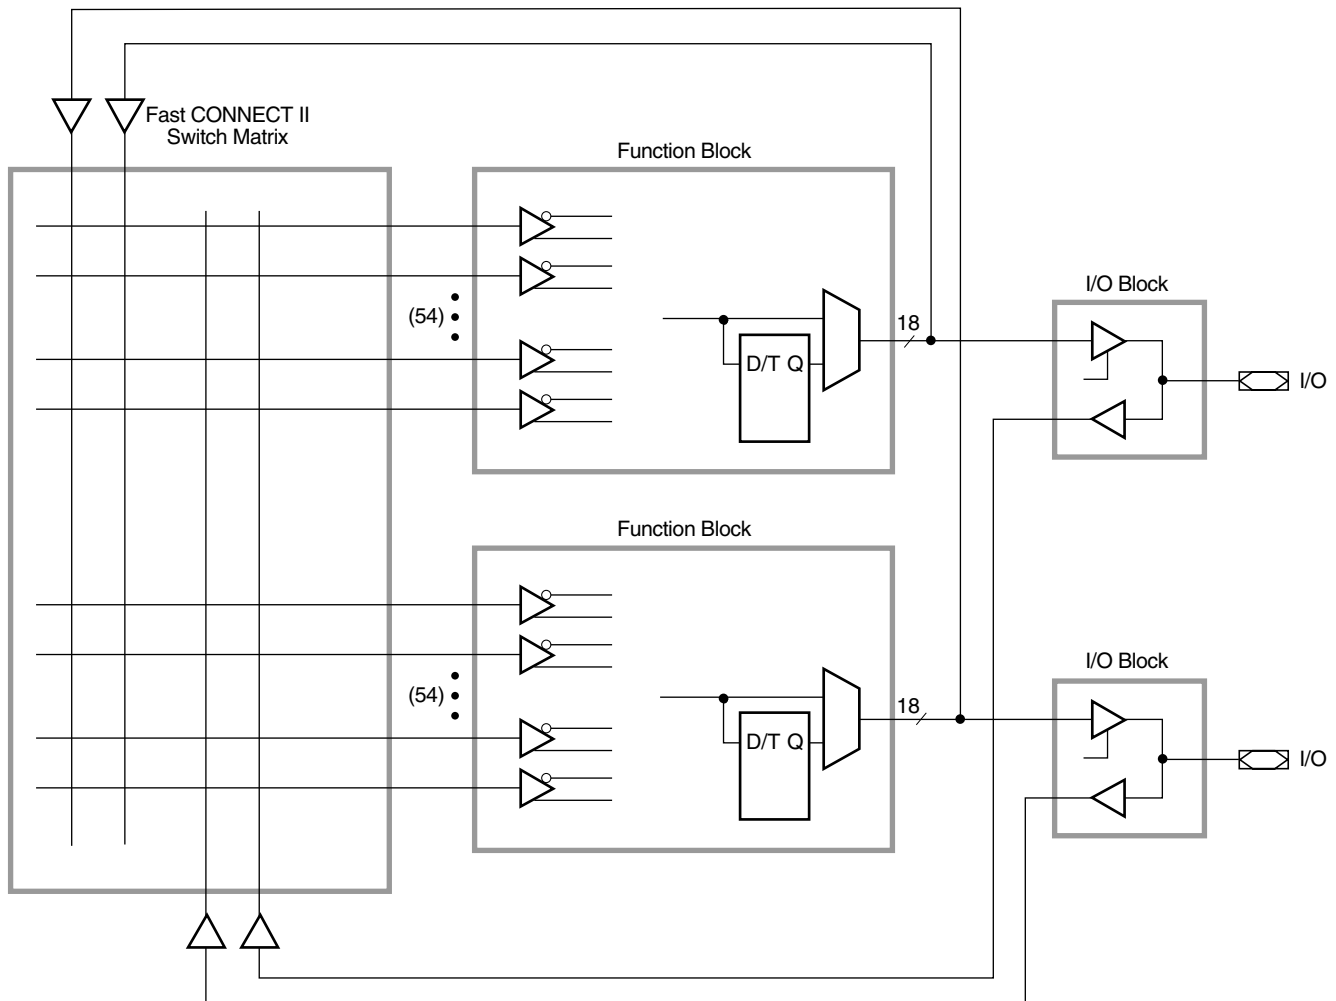 Fast CONNECT II
Switch Matrix
Function Block
I/O Block
(54)
18
D/T Q
I/O
Function Block
I/O Block
(54)
18
D/T Q
I/O